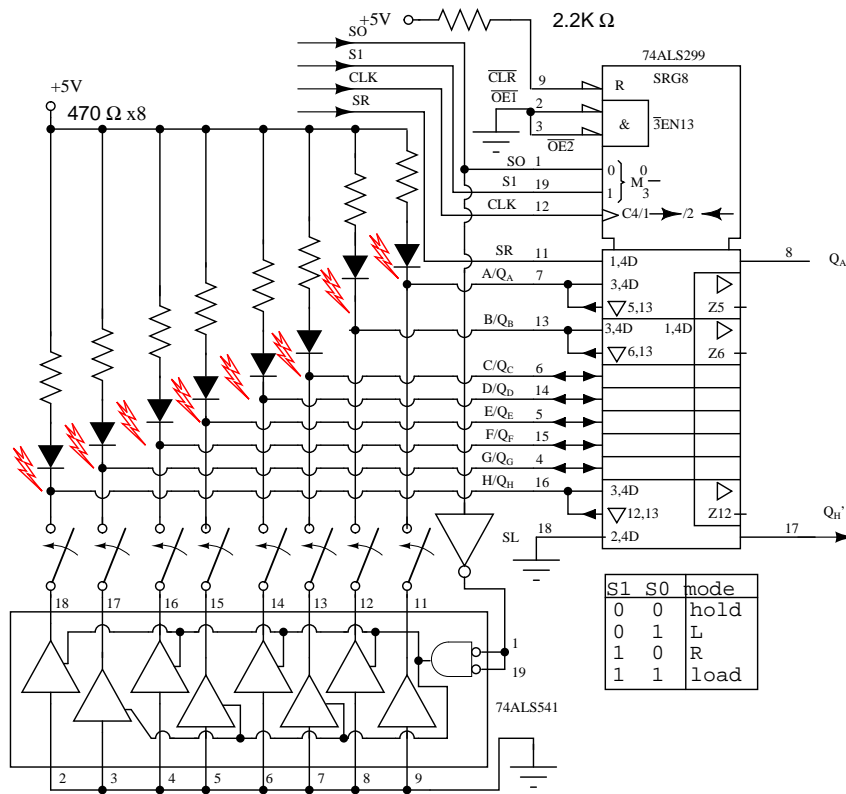 +5V
2.2K Ω
SO
S1
CLK
SR
+5V
470 Ω x8
74ALS299
SRG8
CLR
9
R
OE1
2
&
3EN13
3
OE2
SO
1
0
M
0
3
S1
19
1
CLK
12
C4/1
/2
SR
11
1,4D
8
QA
A/QA
7
3,4D
5,13
Z5
B/QB
13
3,4D
1,4D
6,13
Z6
C/QC
6
D/QD
14
E/QE
5
F/QF
15
G/QG
4
H/QH
16
3,4D
12,13
Z12
SL
18
2,4D
17
QH'
18
17
16
15
14
13
12
11
1
19
74ALS541
2
3
4
5
6
7
8
9
S1 S0 mode
0 0 hold
0 1 L
1 0 R
1 1 load